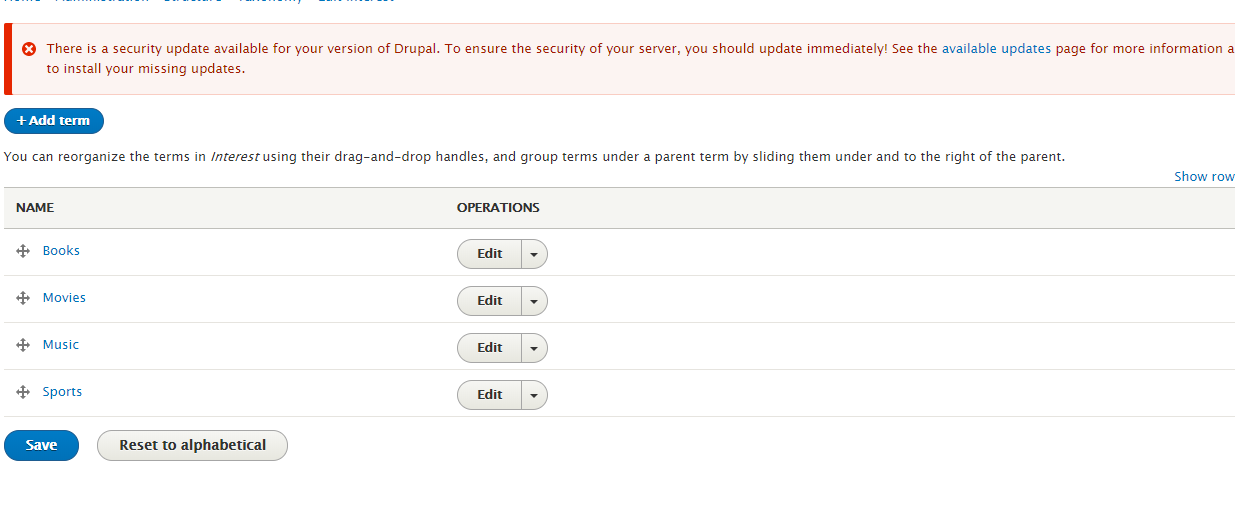 There is a security update available for your version of Drupal. To ensure the security of your server, you should update immediately! See the available updates page for more information
to install your missing updates.
+ Add term
You can reorganize the terms in Interest using their drag-and-drop handles, and group terms under a parent term by sliding them under and to the right of the parent.
Show row
NAME OPERATIONS
Books Edit
Movies Edit
Music Edit
Sports Edit
Save Reset to alphabetical